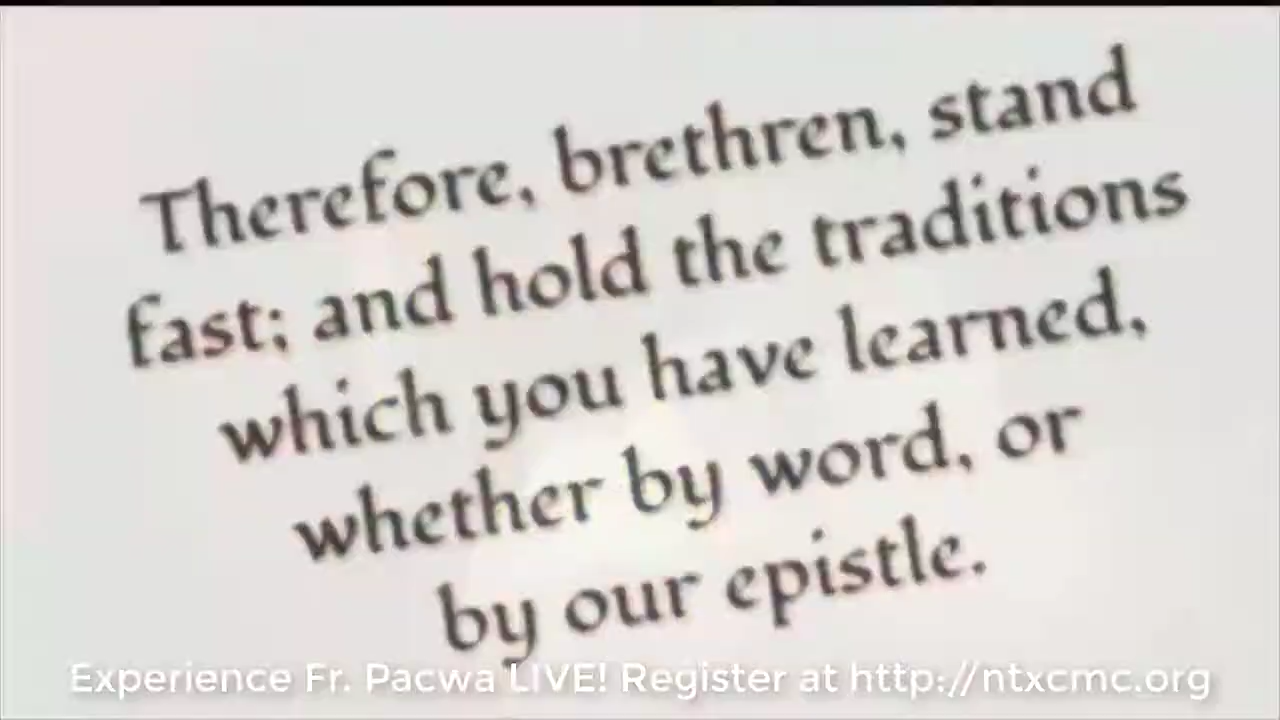 Therefore, brethren, stand
fast; and hold the traditions
which you have learned,
whether by word, or
by our epistle.
Experience Fr. Pacwa LIVE! Register at http://ntxcmc.org